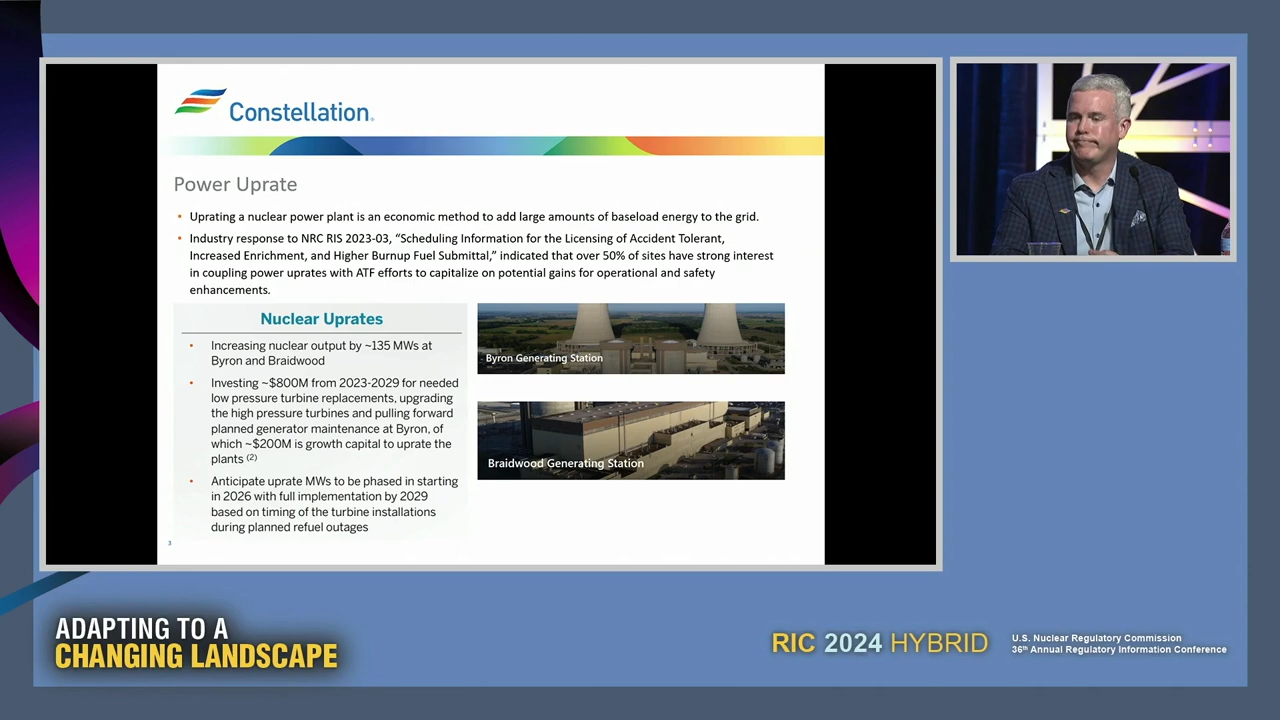 Constellation®
Power Uprate
• Uprating a nuclear power plant is an economic method to add large amounts of baseload energy to the grid.
• Industry response to NRC RIS 2023-03, “Scheduling Information for the Licensing of Accident Tolerant,
Increased Enrichment, and Higher Burnup Fuel Submittal,” indicated that over 50% of sites have strong interest
in coupling power uprates with ATF efforts to capitalize on potential gains for operational and safety
enhancements.
Nuclear Uprates
• Increasing nuclear output by ~135 MWs at
Byron and Braidwood
• Investing ~$800M from 2023-2029 for needed
low pressure turbine replacements, upgrading
the high pressure turbines and pulling forward
planned generator maintenance at Byron, of
which ~$200M is growth capital to uprate the
plants (2)
• Anticipate uprate MWs to be phased in starting
in 2026 with full implementation by 2029
based on timing of the turbine installations
during planned refuel outages
Byron Generating Station
Braidwood Generating Station
3
ADAPTING TO A
CHANGING LANDSCAPE
RIC 2024 HYBRID
U.S. Nuclear Regulatory Commission
36th Annual Regulatory Information Conference